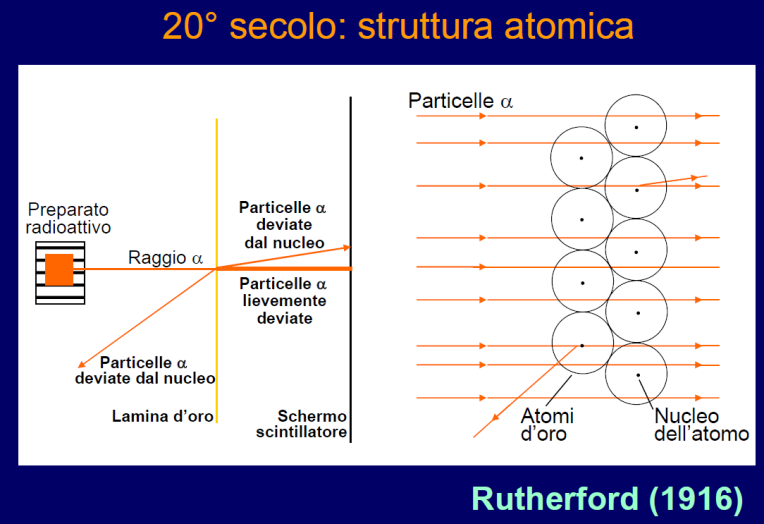 20° secolo: struttura atomica
Preparato
radioattivo
Raggio α
Particelle α
deviate
dal nucleo
Particelle α
lievemente
deviate
Particelle α
deviate dal nucleo
Lamina d'oro
Schermo
scintillatore
Particelle α
Atomi
d'oro
Nucleo
dell'atomo
Rutherford (1916)